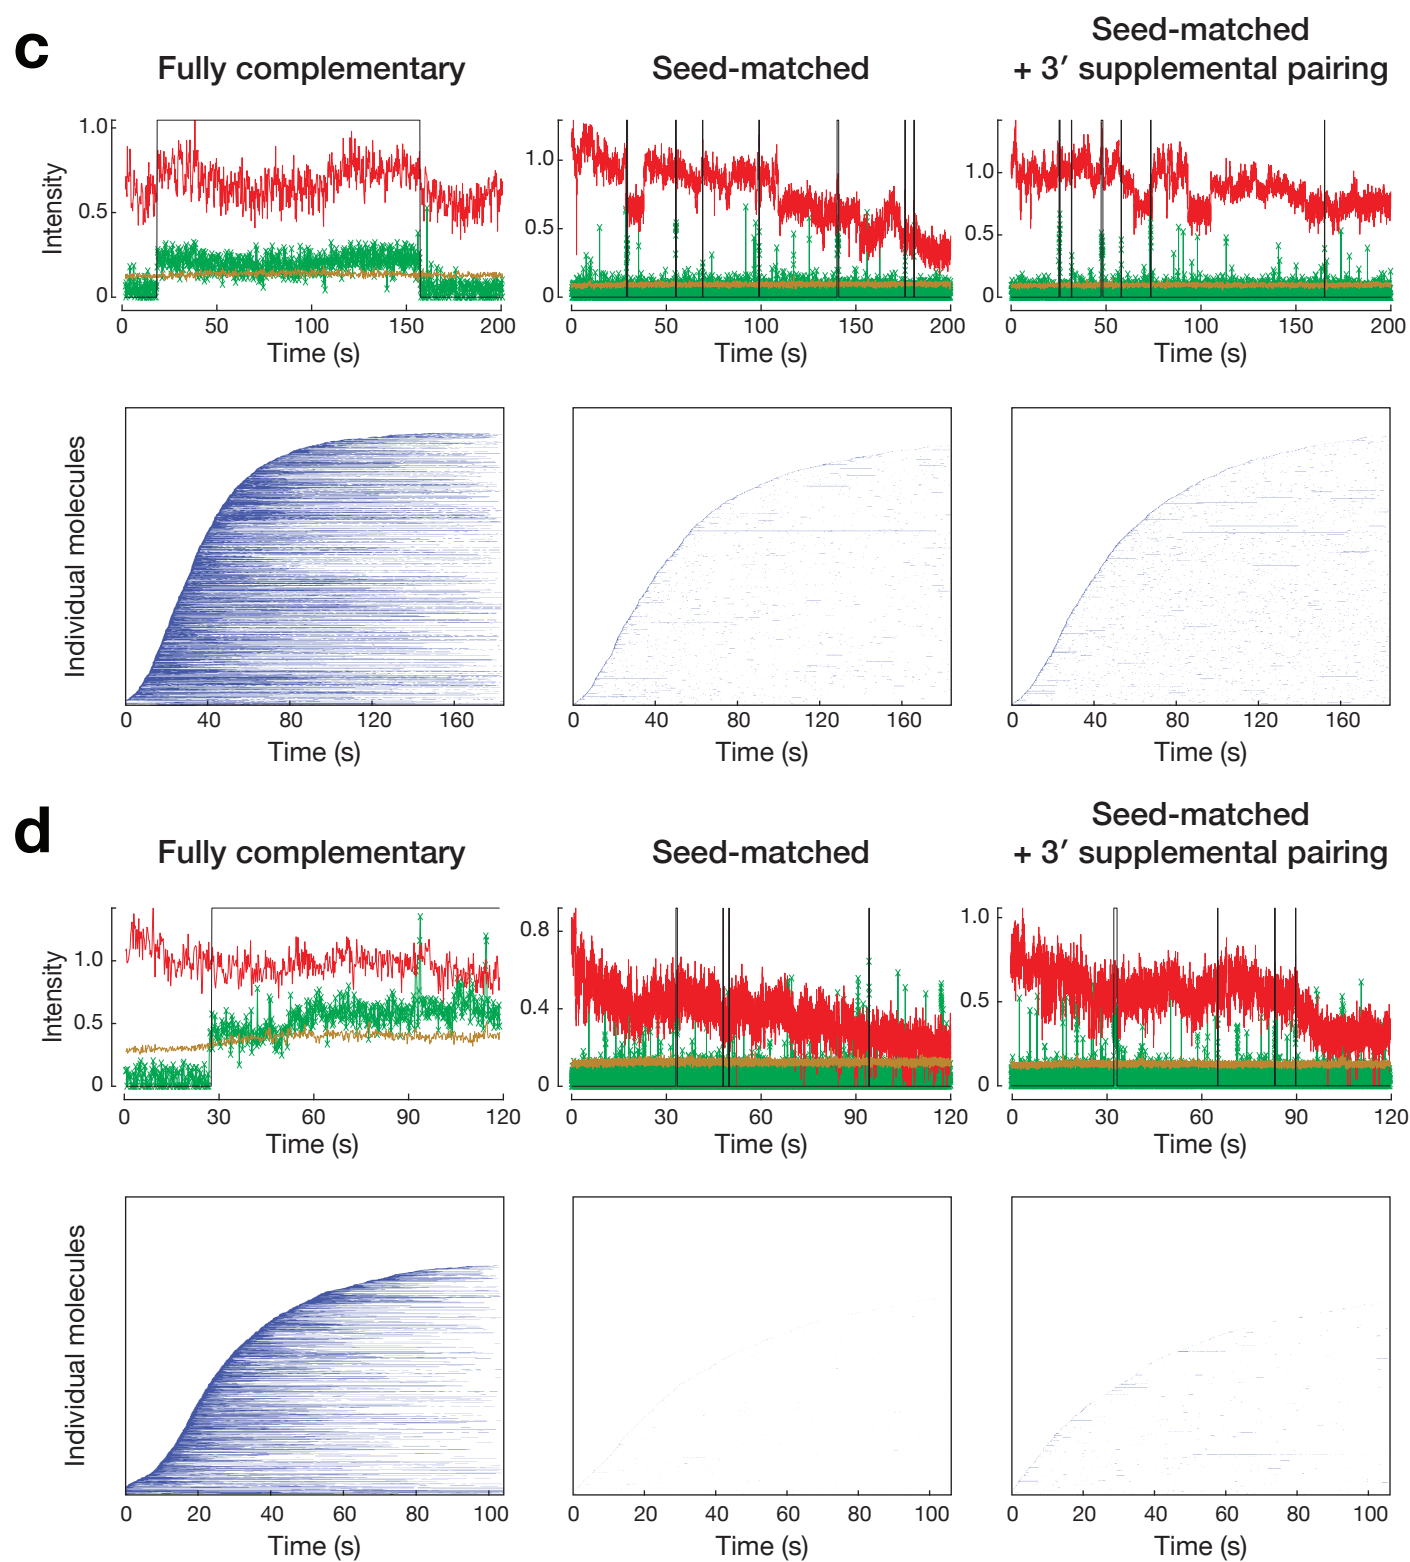 c
Fully complementary
Seed-matched
Seed-matched
+ 3′ supplemental pairing
Intensity
1.0
0.5
0
0 50 100 150 200
Time (s)
1.0
0.5
0
0 50 100 150 200
Time (s)
1.0
0.5
0
0 50 100 150 200
Time (s)
Individual molecules
0 40 80 120 160
Time (s)
0 40 80 120 160
Time (s)
0 40 80 120 160
Time (s)
d
Fully complementary
Seed-matched
Seed-matched
+ 3′ supplemental pairing
Intensity
1.0
0.5
0
0 30 60 90 120
Time (s)
0.8
0.4
0
0 30 60 90 120
Time (s)
1.0
0.5
0
0 30 60 90 120
Time (s)
Individual molecules
0 20 40 60 80 100
Time (s)
0 20 40 60 80 100
Time (s)
0 20 40 60 80 100
Time (s)